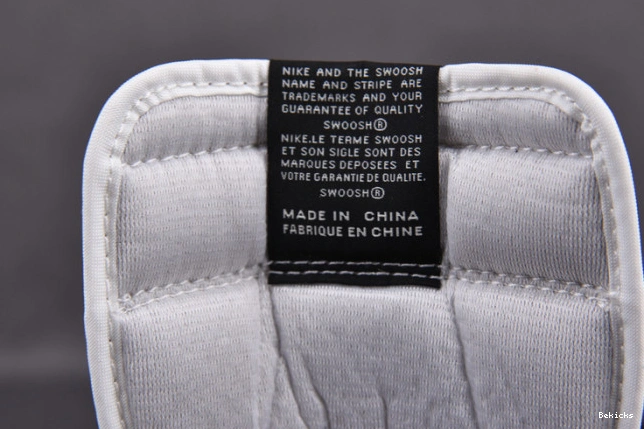 NIKE AND THE SWOOSH
NAME AND STRIPE ARE
TRADEMARKS AND YOUR
GUARANTEE OF QUALITY
SWOOSH®
NIKE.LE TERME SWOOSH
ET SON SIGLE SONT DES
MARQUES DEPOSEES ET
VOTRE GARANTIE DE QUALITE.
SWOOSH®
MADE IN CHINA
FABRIQUE EN CHINE
Bekicks